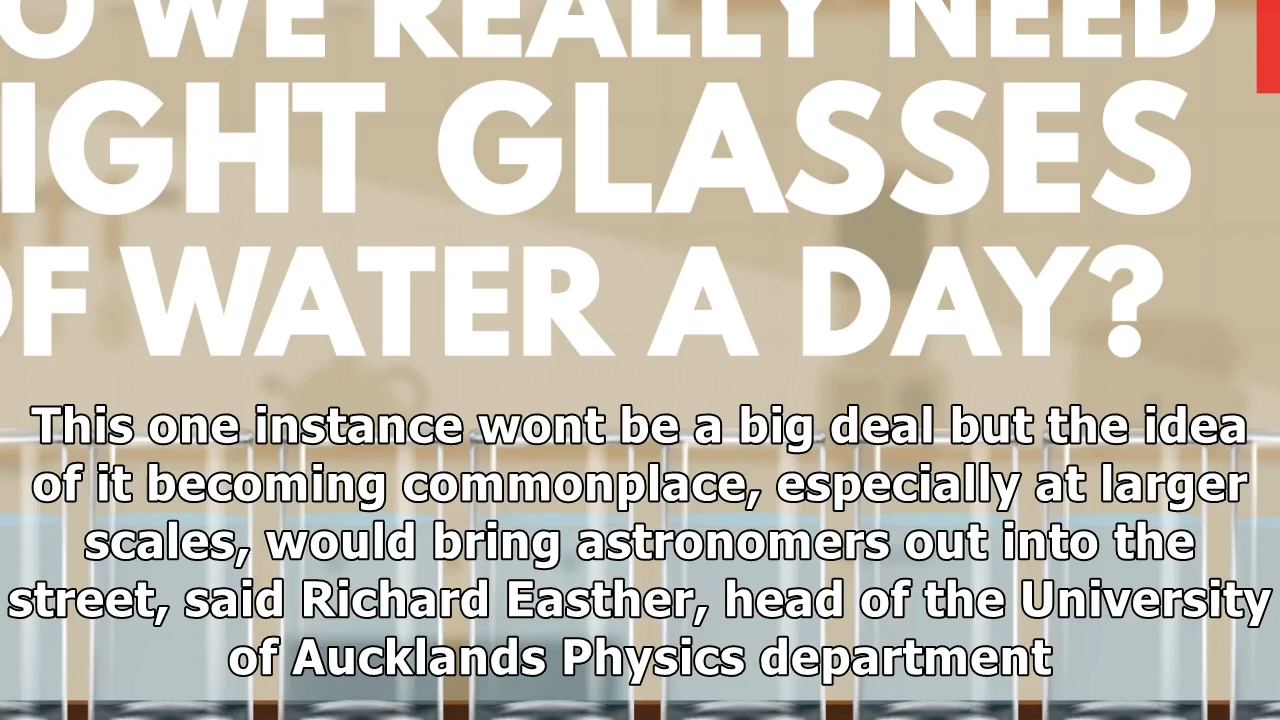 O WE REALLY NEED
IGHT GLASSES
OF WATER A DAY?
This one instance wont be a big deal but the idea
of it becoming commonplace, especially at larger
scales, would bring astronomers out into the
street, said Richard Easther, head of the University
of Aucklands Physics department